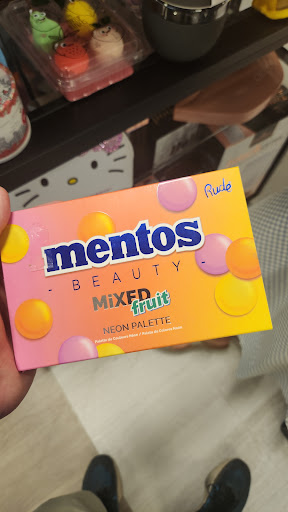 Rude
mentos
- BEAUTY -
MiXED
fruit
NEON PALETTE